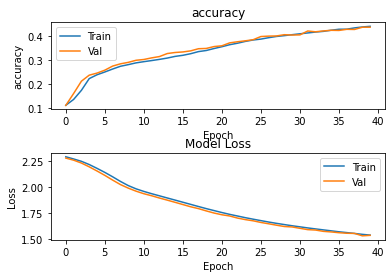 accuracy
0.4
0.3
0.2
0.1
accuracy
Train
Val
0 5 10 15 20 25 30 35 40
Epoch
Model Loss
2.25
2.00
1.75
1.50
Loss
Train
Val
0 5 10 15 20 25 30 35 40
Epoch